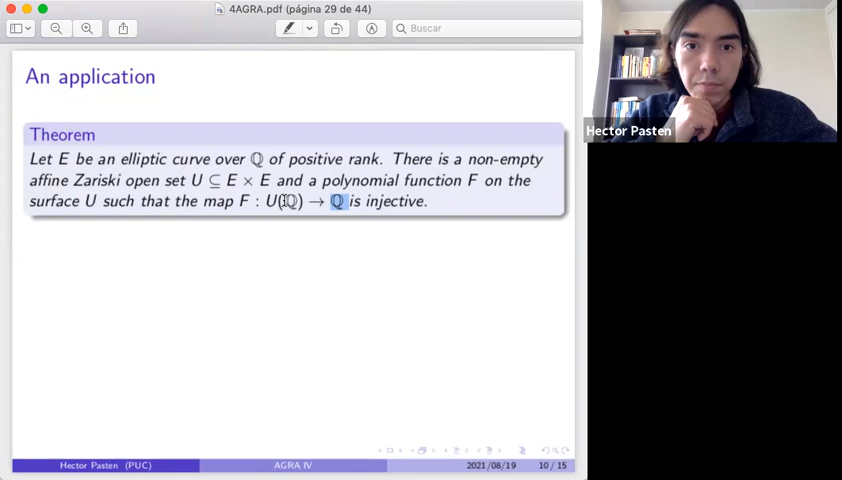 4AGRA.pdf (página 29 de 44)
Buscar
An application
Theorem
Let E be an elliptic curve over ℚ of positive rank. There is a non-empty
affine Zariski open set U ⊆ E × E and a polynomial function F on the
surface U such that the map F : U(ℚ) → ℚ is injective.
Hector Pasten
Hector Pasten (PUC) AGRA IV 2021/08/19 10 / 15